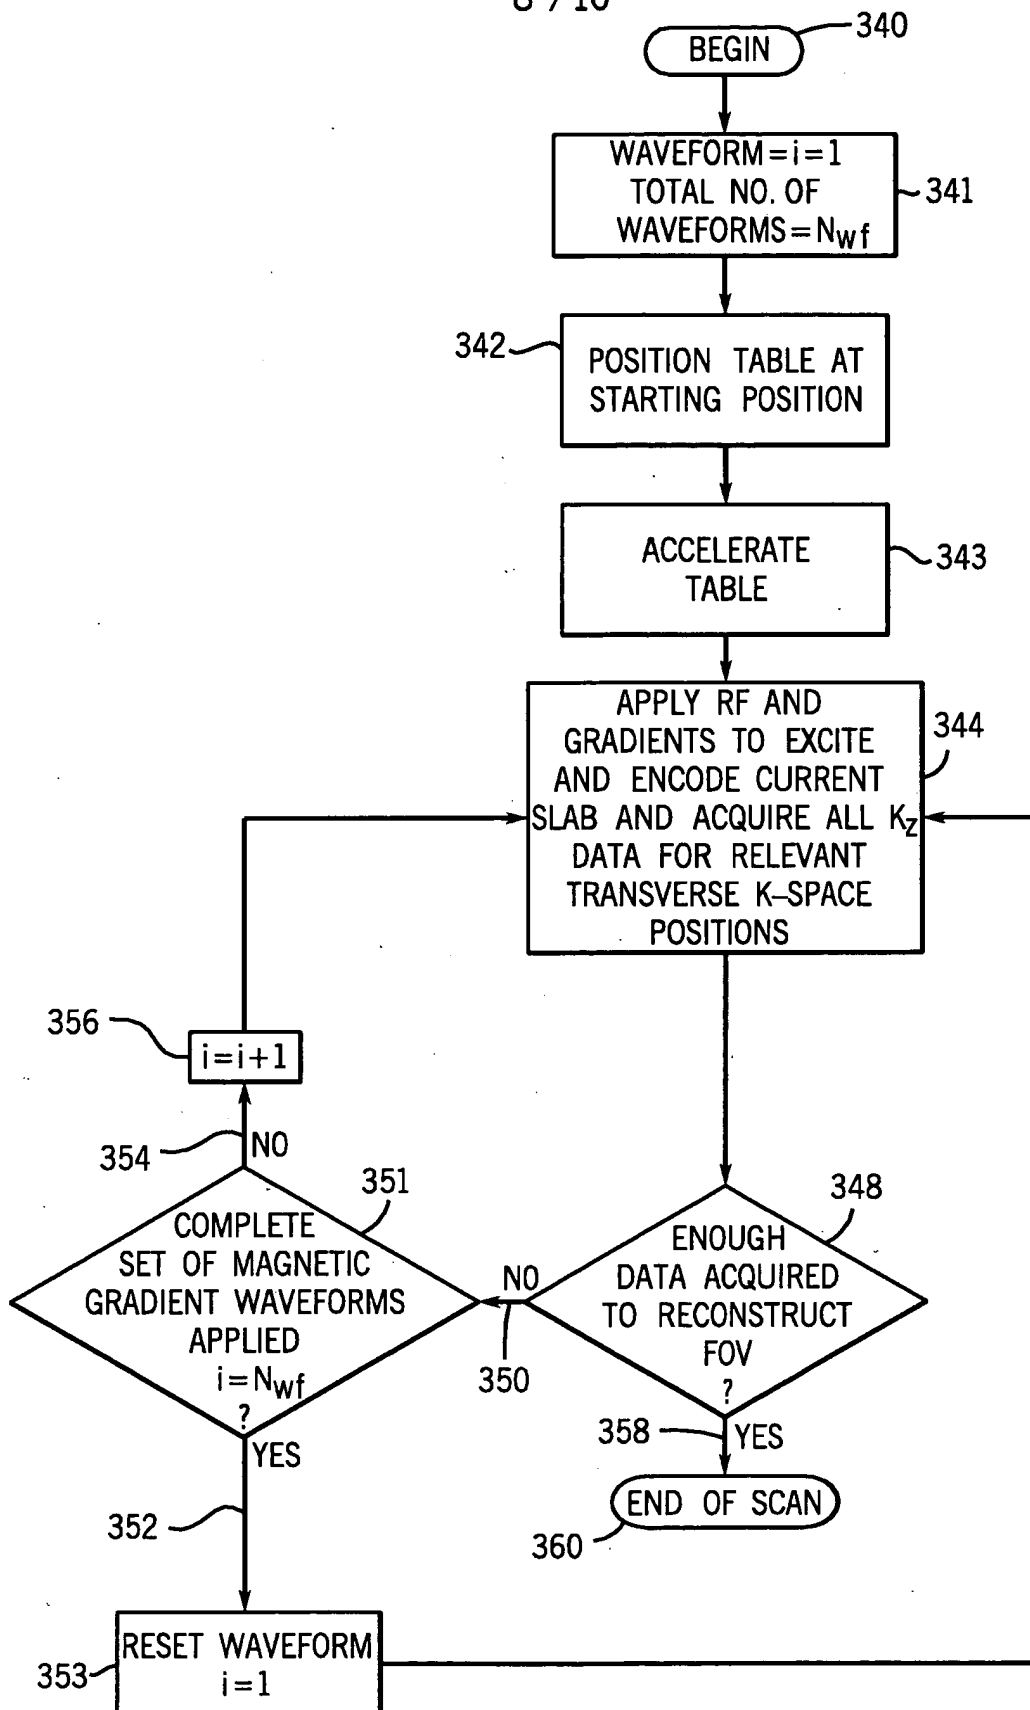 8 / 10
BEGIN
340
WAVEFORM=i=1
TOTAL NO. OF
WAVEFORMS=Nwf
341
342
POSITION TABLE AT
STARTING POSITION
ACCELERATE
TABLE
343
APPLY RF AND
GRADIENTS TO EXCITE
AND ENCODE CURRENT
SLAB AND ACQUIRE ALL Kz
DATA FOR RELEVANT
TRANSVERSE K-SPACE
POSITIONS
344
356
i=i+1
354
NO
351
COMPLETE
SET OF MAGNETIC
GRADIENT WAVEFORMS
APPLIED
i=Nwf
?
YES
352
NO
350
348
ENOUGH
DATA ACQUIRED
TO RECONSTRUCT
FOV
?
358
YES
END OF SCAN
360
RESET WAVEFORM
i=1
353